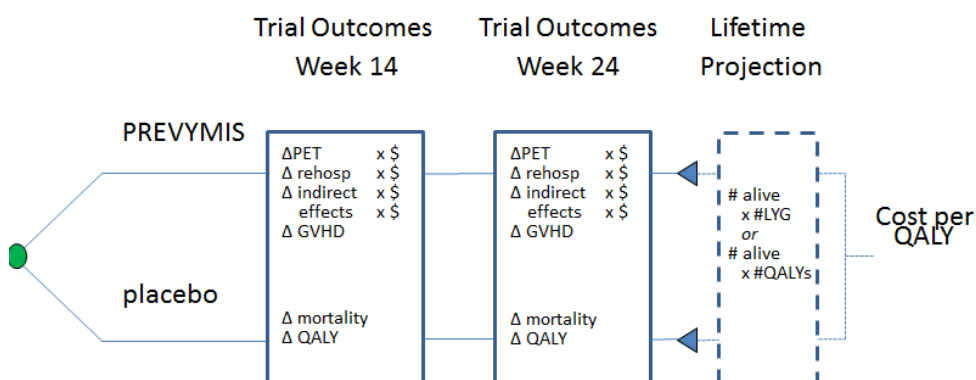 Trial Outcomes
Week 14
Trial Outcomes
Week 24
Lifetime
Projection
PREVYMIS
placebo
ΔPET x $
Δ rehosp x $
Δ indirect x $
effects x $
Δ GVHD
Δ mortality
Δ QALY
ΔPET x $
Δ rehosp x $
Δ indirect x $
effects x $
Δ GVHD
Δ mortality
Δ QALY
# alive
x #LYG
or
# alive
x #QALYs
Cost per
QALY